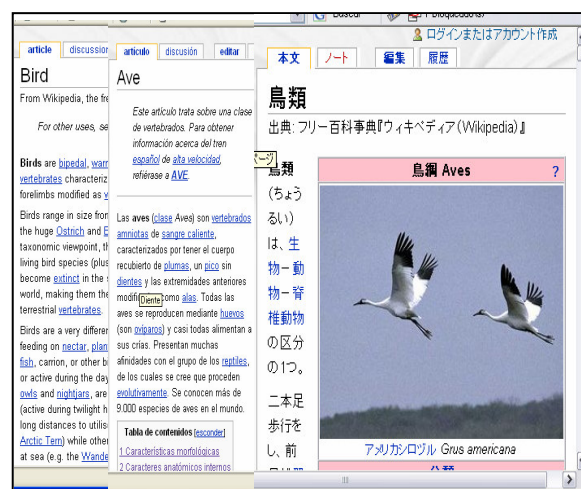 Buscar
ログインまたはアカウント作成
article discussion
Bird
From Wikipedia, the fre
For other uses, se
Birds are bipedal, warm
vertebrates characteriz
forelimbs modified as
Birds range in size from
the huge Ostrich and
taxonomic viewpoint, th
living bird species (plus
become extinct in the
world, making them the
terrestrial vertebrates.
Birds are a very differen
feeding on nectar, plan
fish, carrion, or other bi
or active during the day
owls and nightjars, are
(active during twilight h
long distances to utilis
Arctic Tern) while other
at sea (e.g. the Wande
artículo discusión editar
Ave
Este artículo trata sobre una clase
de vertebrados. Para obtener
información acerca del tren
español de alta velocidad,
refiérase a AVE.
Las aves (clase Aves) son vertebrados
amniotas de sangre caliente,
caracterizados por tener el cuerpo
recubierto de plumas, un pico sin
dientes y las extremidades anteriores
Diente
como alas. Todas las
aves se reproducen mediante huevos
(son ovíparos) y casi todas alimentan a
sus crías. Presentan muchas
afinidades con el grupo de los reptiles,
de los cuales se cree que proceden
evolutivamente. Se conocen más de
9.000 especies de aves en el mundo.
Tabla de contenidos [esconder]
1 Características morfológicas
2 Caracteres anatómicos internos
本文 ノート 編集 履歴
鳥類
出典: フリー百科事典『ウィキペディア(Wikipedia)』
ページ
鳥類
(ちょう
るい)
は、生
物－動
物－脊
椎動物
の区分
の1つ。
二本足
歩行を
し、前
鳥綱 Aves ?
アメリカシロヅル Grus americana